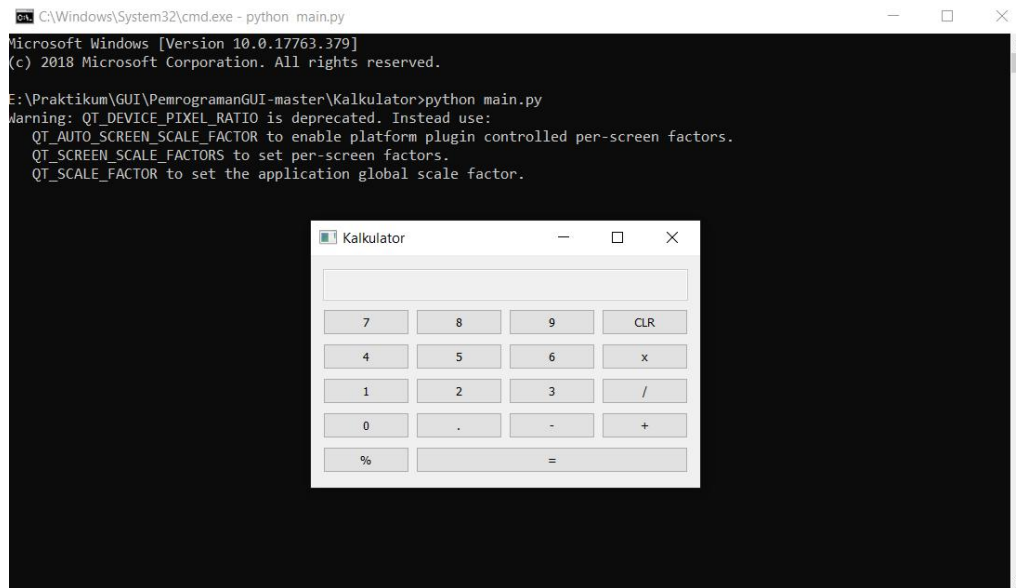 C:\Windows\System32\cmd.exe - python  main.py
Microsoft Windows [Version 10.0.17763.379]
(c) 2018 Microsoft Corporation. All rights reserved.
E:\Praktikum\GUI\PemrogramanGUI-master\Kalkulator>python main.py
Warning: QT_DEVICE_PIXEL_RATIO is deprecated. Instead use:
QT_AUTO_SCREEN_SCALE_FACTOR to enable platform plugin controlled per-screen factors.
QT_SCREEN_SCALE_FACTORS to set per-screen factors.
QT_SCALE_FACTOR to set the application global scale factor.
Kalkulator
7 8 9 CLR
4 5 6 x
1 2 3 /
0 . - +
% =